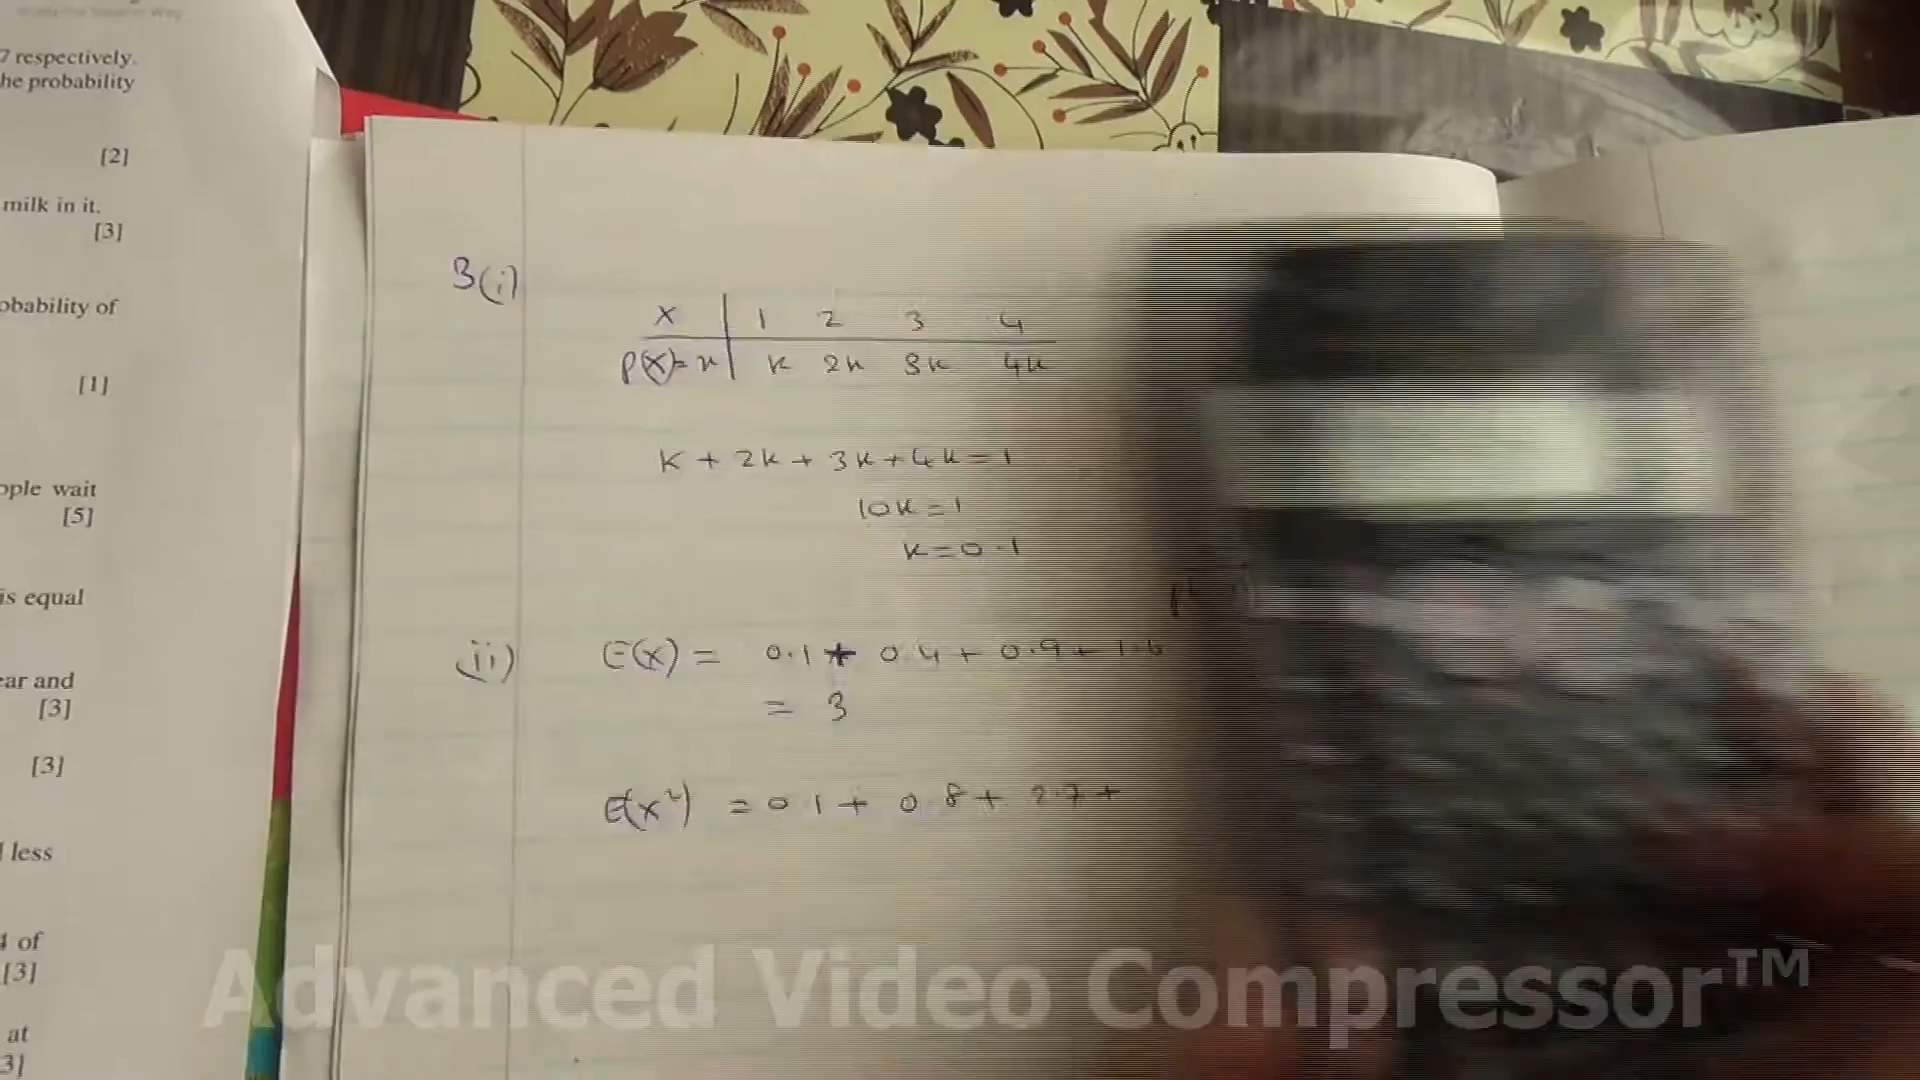 7 respectively.
he probability
[2]
milk in it.
[3]
obability of
[1]
ople wait
[5]
is equal
ear and
[3]
[3]
l less
4 of
[3]
at
3]
3(i)
X | 1 2 3 4
P(X)=x | k 2k 3k 4k
k + 2k + 3k + 4k = 1
10k = 1
k = 0.1
(ii) E(X) = 0.1 + 0.4 + 0.9 + 1.6
= 3
E(X²) = 0.1 + 0.8 + 2.7 +
Advanced Video Compressor™